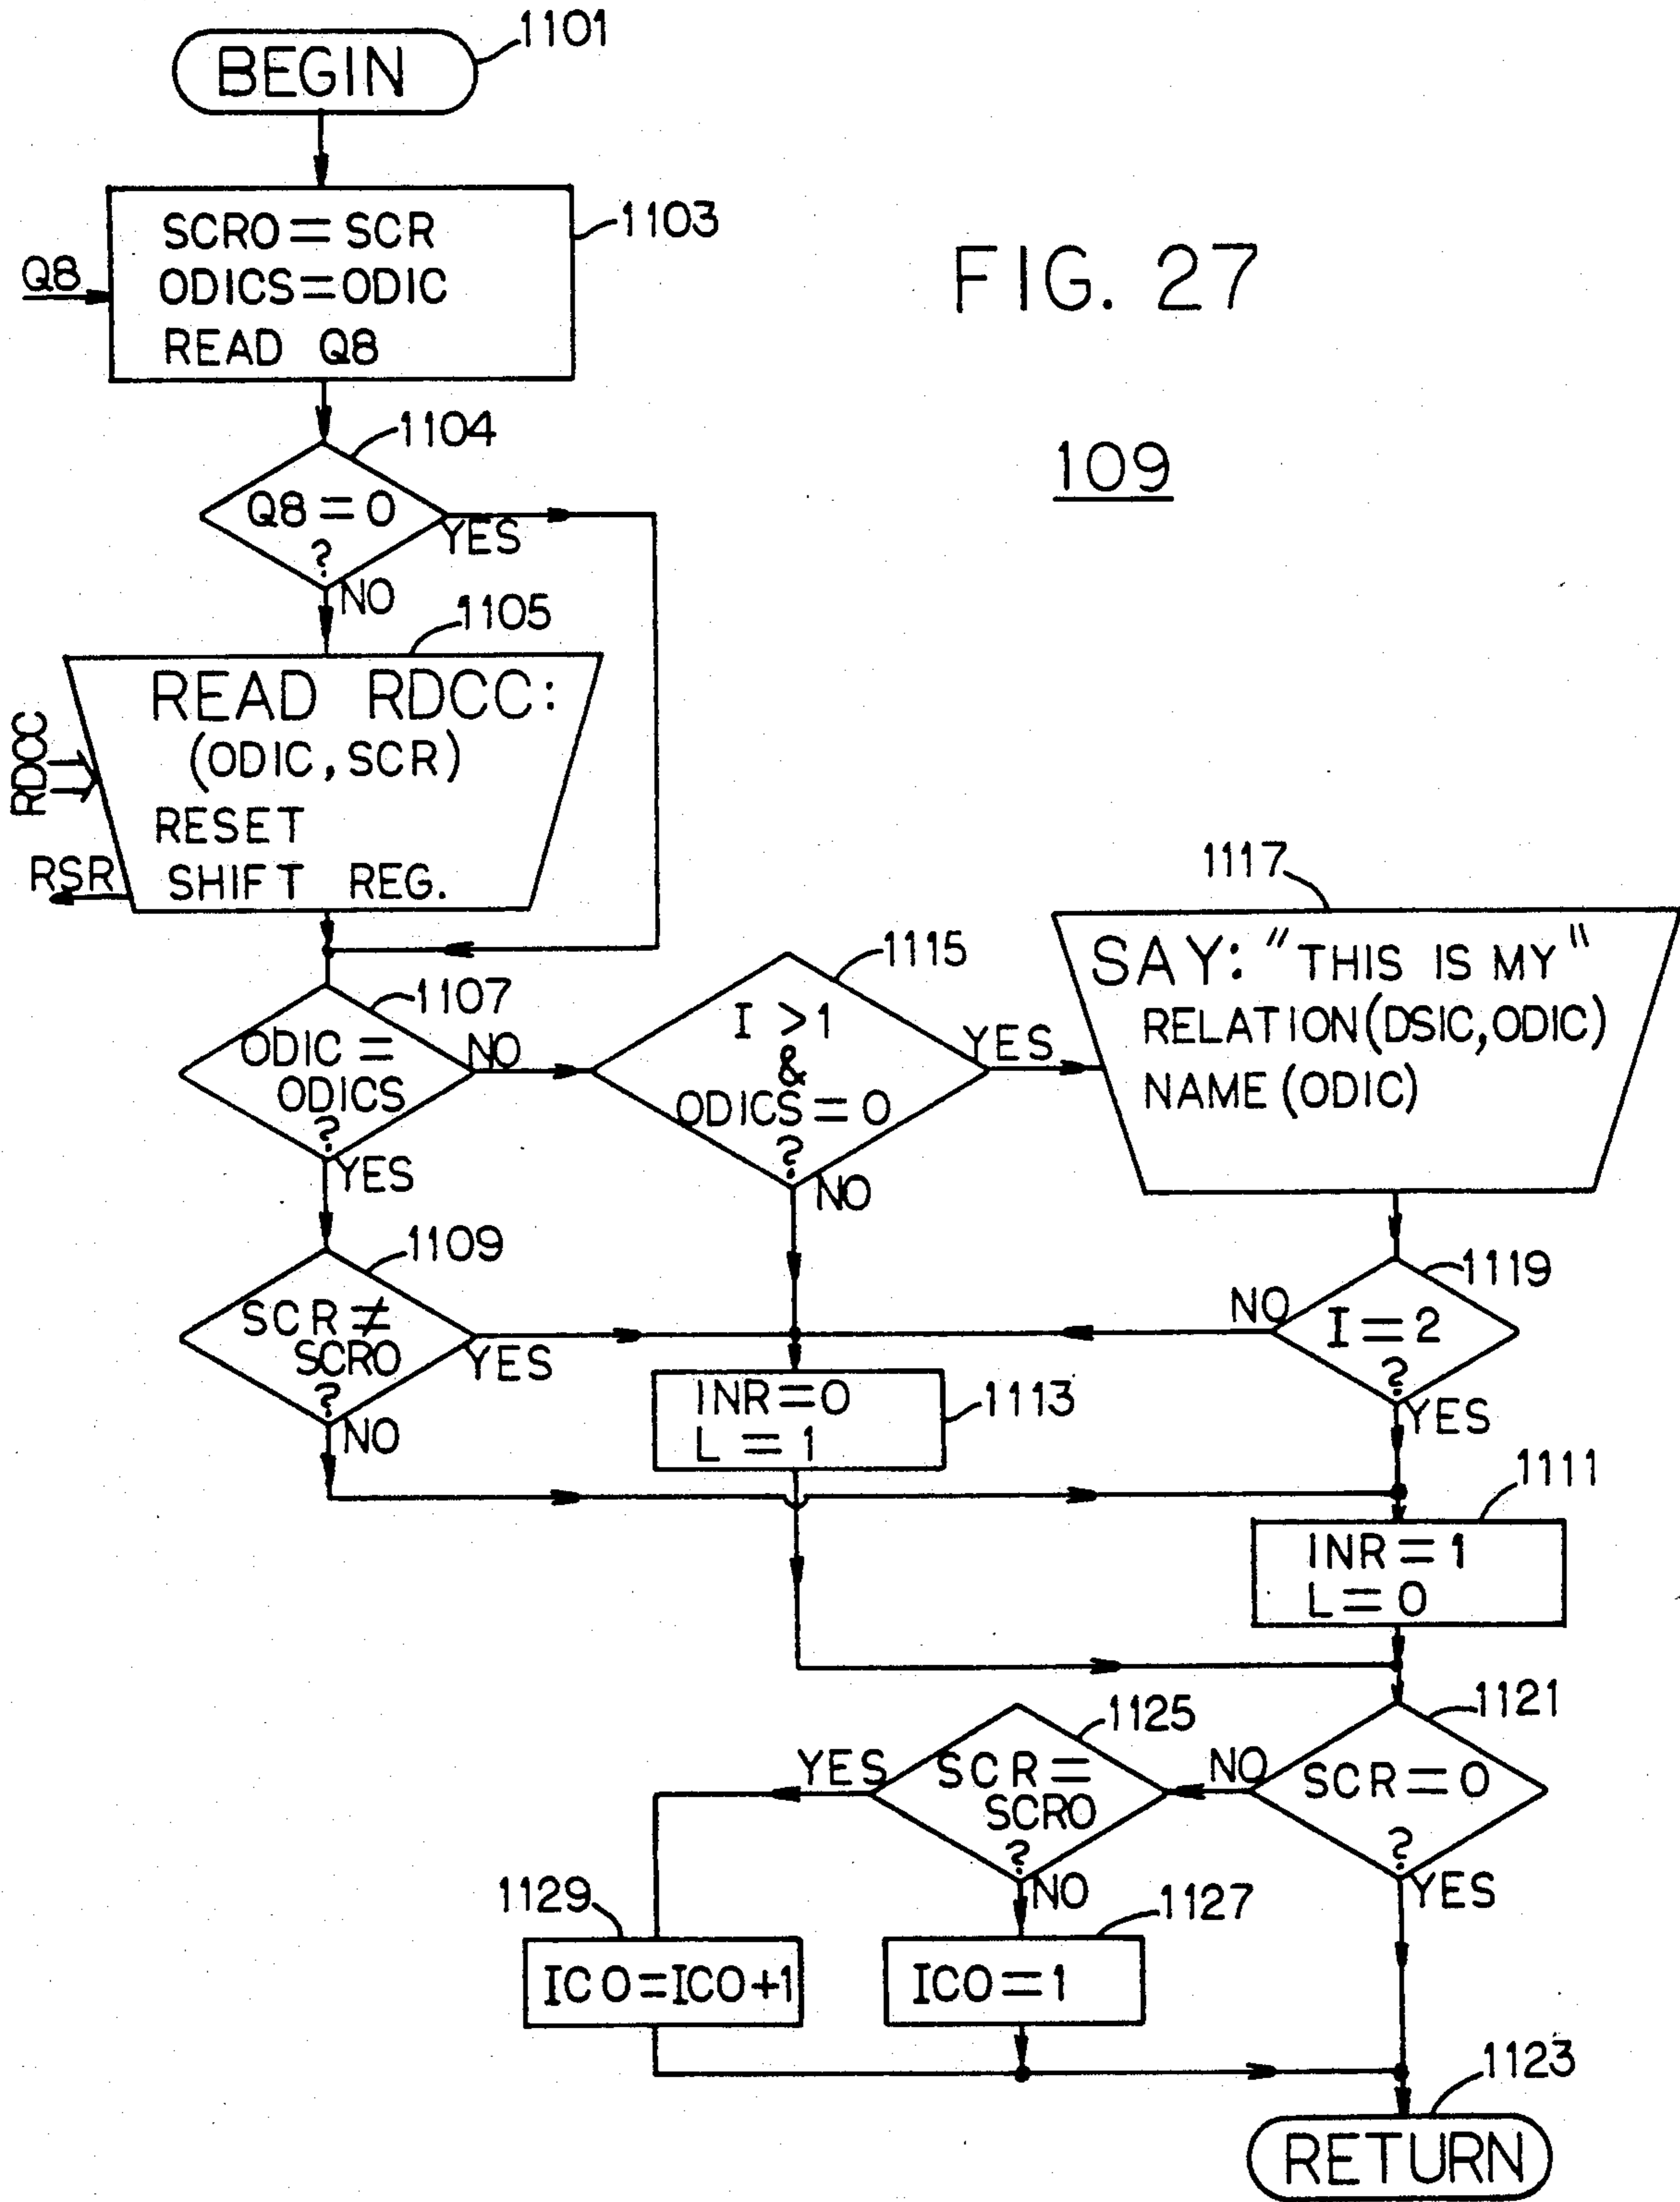 BEGIN
1101
SCRO=SCR
ODICS=ODIC
READ Q8
1103
Q8
FIG. 27
109
1104
Q8=0
?
YES
NO
1105
READ RDCC:
(ODIC,SCR)
RESET
SHIFT REG.
RDCC
RSR
1107
ODIC=
ODICS
?
NO
YES
1115
I >1
&
ODICS=0
?
YES
NO
1117
SAY: "THIS IS MY"
RELATION(DSIC,ODIC)
NAME(ODIC)
1109
SCR≠
SCRO
?
YES
NO
1119
I=2
?
NO
YES
INR=0
L=1
1113
1111
INR=1
L=0
1121
SCR=0
?
NO
YES
1125
SCR=
SCRO
?
YES
NO
1129
ICO=ICO+1
1127
ICO=1
1123
RETURN